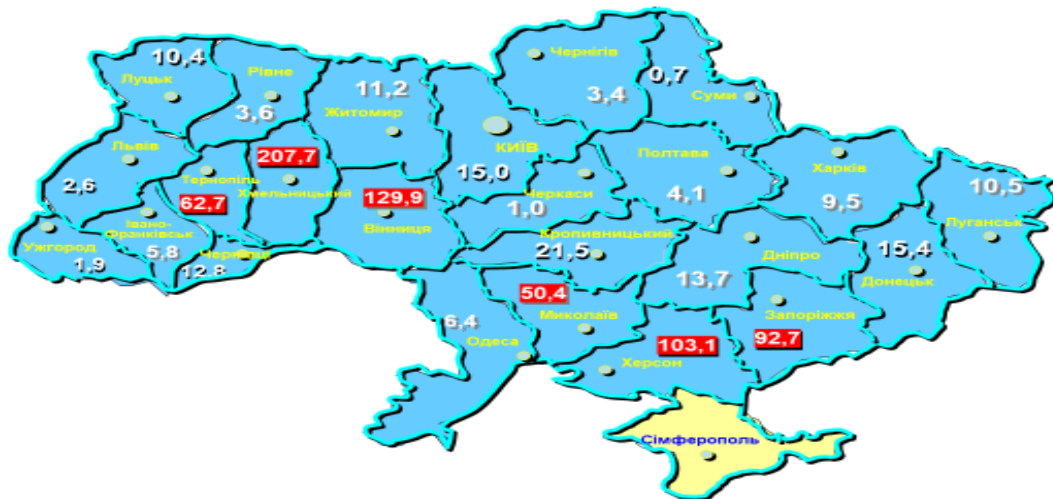 Чернігів
10,4
0,7
Рівне
Луцьк
11,2
3,4
Суми
3,6
Житомир
Львів
КИЇВ
207,7
Полтава
Харків
Тернопіль
15,0
2,6
Хмельницький
129,9
Черкаси
4,1
10,5
62,7
9,5
1,0
Івано-
Франківськ
Вінниця
Луганськ
Кропивницький
Ужгород
5,8
Чернівці
21,5
15,4
Дніпро
1,9
12,8
13,7
Донецьк
50,4
Запоріжжя
6,4
Миколаїв
92,7
Одеса
103,1
Херсон
Сімферополь